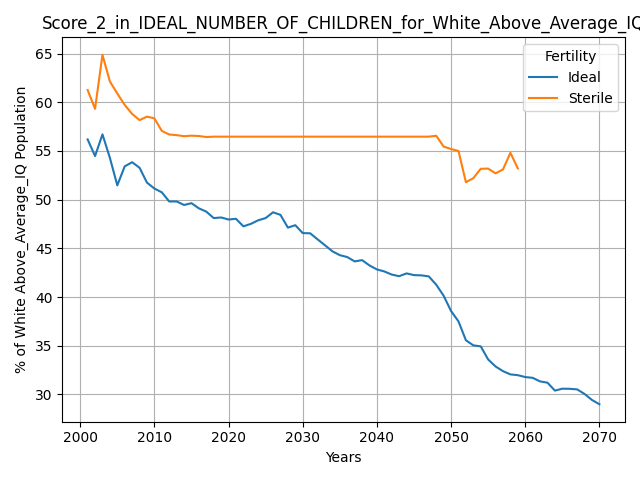 Score_2_in_IDEAL_NUMBER_OF_CHILDREN_for_White_Above_Average_IQ
Fertility
Ideal
Sterile
% of White Above_Average_IQ Population
65
60
55
50
45
40
35
30
2000 2010 2020 2030 2040 2050 2060 2070
Years